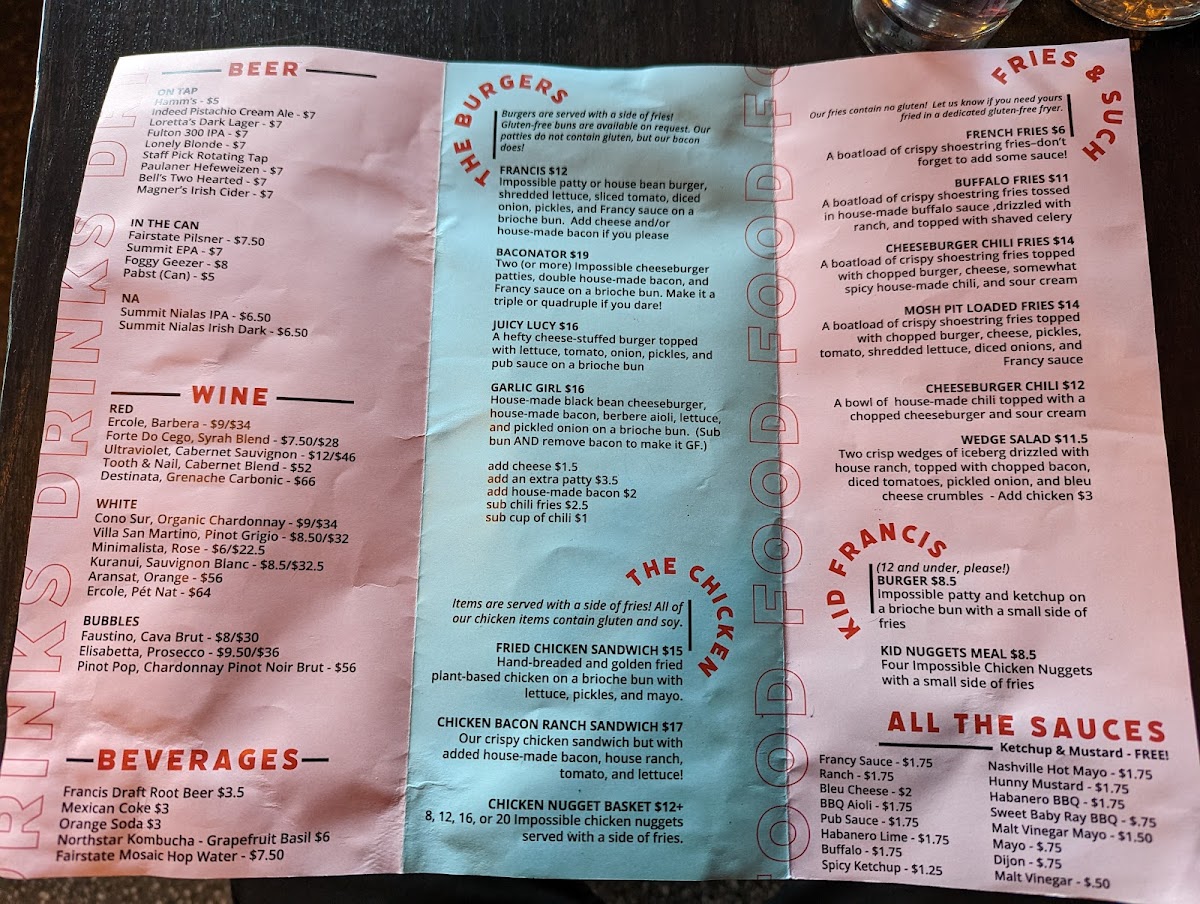 BEER
ON TAP
Hamm's - $5
Indeed Pistachio Cream Ale - $7
Loretta's Dark Lager - $7
Fulton 300 IPA - $7
Lonely Blonde - $7
Staff Pick Rotating Tap
Paulaner Hefeweizen - $7
Bell's Two Hearted - $7
Magner's Irish Cider - $7
IN THE CAN
Fairstate Pilsner - $7.50
Summit EPA - $7
Foggy Geezer - $8
Pabst (Can) - $5
NA
Summit Nialas IPA - $6.50
Summit Nialas Irish Dark - $6.50
WINE
RED
Ercole, Barbera - $9/$34
Forte Do Cego, Syrah Blend - $7.50/$28
Ultraviolet, Cabernet Sauvignon - $12/$46
Tooth & Nail, Cabernet Blend - $52
Destinata, Grenache Carbonic - $66
WHITE
Cono Sur, Organic Chardonnay - $9/$34
Villa San Martino, Pinot Grigio - $8.50/$32
Minimalista, Rose - $6/$22.5
Kuranui, Sauvignon Blanc - $8.5/$32.5
Aransat, Orange - $56
Ercole, Pét Nat - $64
BUBBLES
Faustino, Cava Brut - $8/$30
Elisabetta, Prosecco - $9.50/$36
Pinot Pop, Chardonnay Pinot Noir Brut - $56
BEVERAGES
Francis Draft Root Beer $3.5
Mexican Coke $3
Orange Soda $3
Northstar Kombucha - Grapefruit Basil $6
Fairstate Mosaic Hop Water - $7.50
DRINKS DRINKS DRINKS
THE BURGERS
Burgers are served with a side of fries!
Gluten-free buns are available on request. Our
patties do not contain gluten, but our bacon
does!
FRANCIS $12
Impossible patty or house bean burger,
shredded lettuce, sliced tomato, diced
onion, pickles, and Francy sauce on a
brioche bun. Add cheese and/or
house-made bacon if you please
BACONATOR $19
Two (or more) Impossible cheeseburger
patties, double house-made bacon, and
Francy sauce on a brioche bun. Make it a
triple or quadruple if you dare!
JUICY LUCY $16
A hefty cheese-stuffed burger topped
with lettuce, tomato, onion, pickles, and
pub sauce on a brioche bun
GARLIC GIRL $16
House-made black bean cheeseburger,
house-made bacon, berbere aioli, lettuce,
and pickled onion on a brioche bun. (Sub
bun AND remove bacon to make it GF.)
add cheese $1.5
add an extra patty $3.5
add house-made bacon $2
sub chili fries $2.5
sub cup of chili $1
THE CHICKEN
Items are served with a side of fries! All of
our chicken items contain gluten and soy.
FRIED CHICKEN SANDWICH $15
Hand-breaded and golden fried
plant-based chicken on a brioche bun with
lettuce, pickles, and mayo.
CHICKEN BACON RANCH SANDWICH $17
Our crispy chicken sandwich but with
added house-made bacon, house ranch,
tomato, and lettuce!
CHICKEN NUGGET BASKET $12+
8, 12, 16, or 20 Impossible chicken nuggets
served with a side of fries.
FOOD FOOD FOOD FOOD
FRIES & SUCH
Our fries contain no gluten! Let us know if you need yours
fried in a dedicated gluten-free fryer.
FRENCH FRIES $6
A boatload of crispy shoestring fries–don't
forget to add some sauce!
BUFFALO FRIES $11
A boatload of crispy shoestring fries tossed
in house-made buffalo sauce ,drizzled with
ranch, and topped with shaved celery
CHEESEBURGER CHILI FRIES $14
A boatload of crispy shoestring fries topped
with chopped burger, cheese, somewhat
spicy house-made chili, and sour cream
MOSH PIT LOADED FRIES $14
A boatload of crispy shoestring fries topped
with chopped burger, cheese, pickles,
tomato, shredded lettuce, diced onions, and
Francy sauce
CHEESEBURGER CHILI $12
A bowl of house-made chili topped with a
chopped cheeseburger and sour cream
WEDGE SALAD $11.5
Two crisp wedges of iceberg drizzled with
house ranch, topped with chopped bacon,
diced tomatoes, pickled onion, and bleu
cheese crumbles - Add chicken $3
KID FRANCIS
(12 and under, please!)
BURGER $8.5
Impossible patty and ketchup on
a brioche bun with a small side of
fries
KID NUGGETS MEAL $8.5
Four Impossible Chicken Nuggets
with a small side of fries
ALL THE SAUCES
Ketchup & Mustard - FREE!
Francy Sauce - $1.75
Ranch - $1.75
Bleu Cheese - $2
BBQ Aioli - $1.75
Pub Sauce - $1.75
Habanero Lime - $1.75
Buffalo - $1.75
Spicy Ketchup - $1.25
Nashville Hot Mayo - $1.75
Hunny Mustard - $1.75
Habanero BBQ - $1.75
Sweet Baby Ray BBQ - $.75
Malt Vinegar Mayo - $1.50
Mayo - $.75
Dijon - $.75
Malt Vinegar - $.50